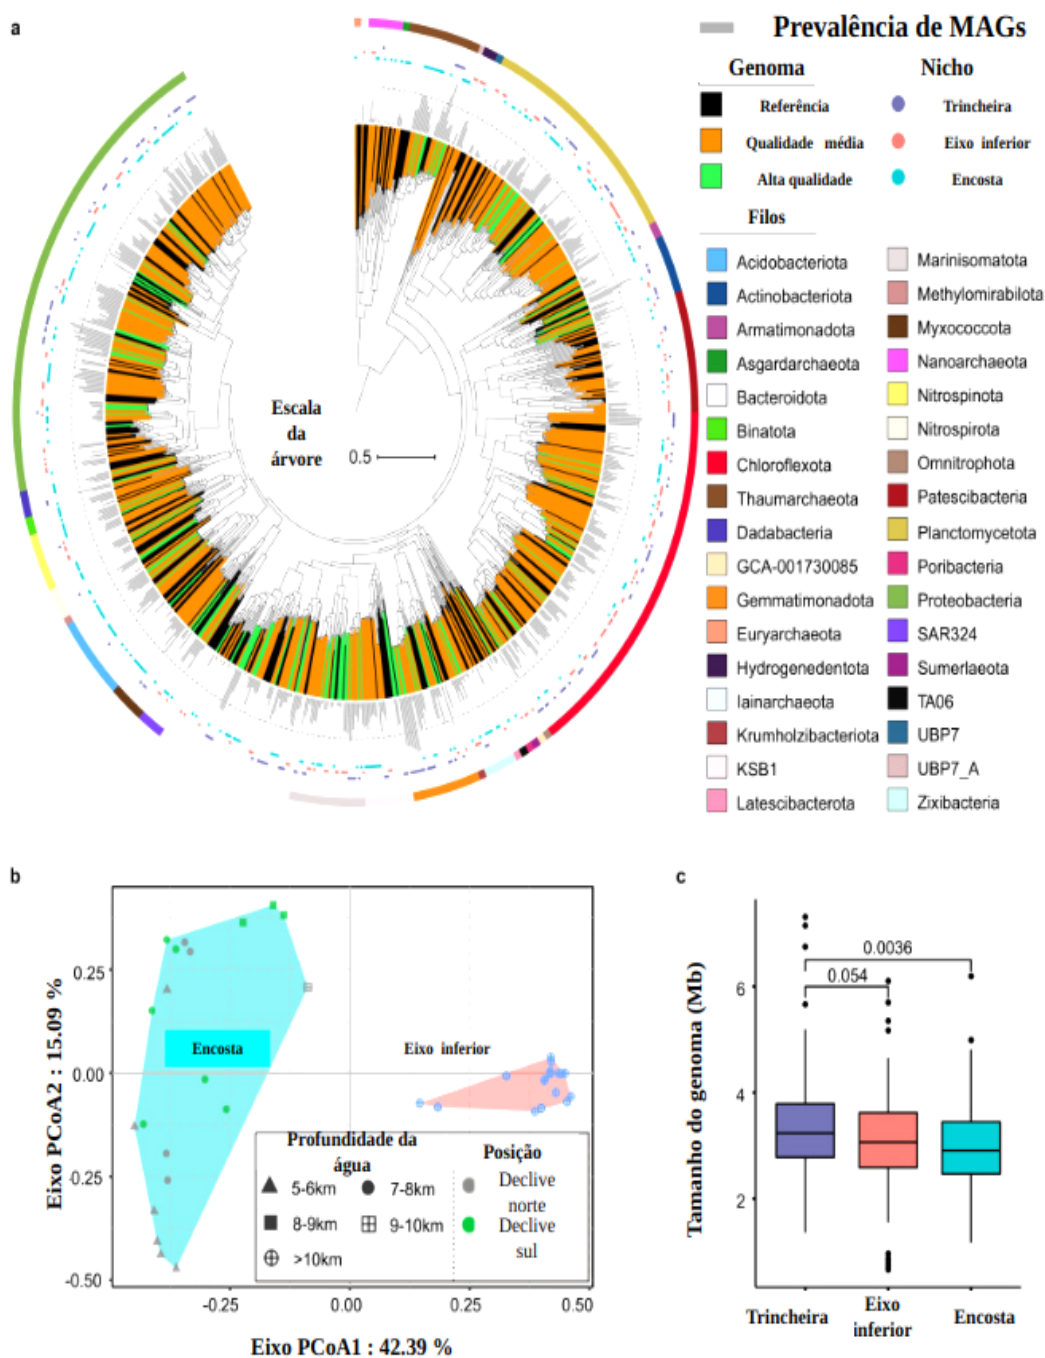 a
Prevalência de MAGs
Genoma
Nicho
Referência
Trincheira
Qualidade média
Eixo inferior
Alta qualidade
Encosta
Filos
Acidobacteriota
Actinobacteriota
Armatimonadota
Asgardarchaeota
Bacteroidota
Binatota
Chloroflexota
Thaumarchaeota
Dadabacteria
GCA-001730085
Gemmatimonadota
Euryarchaeota
Hydrogenedentota
Iainarchaeota
Krumholzibacteriota
KSB1
Latescibacterota
Marinisomatota
Methylomirabilota
Myxococcota
Nanoarchaeota
Nitrospinota
Nitrospirota
Omnitrophota
Patescibacteria
Planctomycetota
Poribacteria
Proteobacteria
SAR324
Sumerlaeota
TA06
UBP7
UBP7_A
Zixibacteria
Escala
da
árvore
0.5
b
Eixo PCoA2 : 15.09 %
0.25
0.00
-0.25
-0.50
Encosta
Eixo inferior
Profundidade da
água
5-6km
7-8km
8-9km
9-10km
>10km
Posição
Declive
norte
Declive
sul
-0.25
0.00
0.25
0.50
Eixo PCoA1 : 42.39 %
c
Tamanho do genoma (Mb)
6
4
2
0.0036
0.054
Trincheira
Eixo
inferior
Encosta